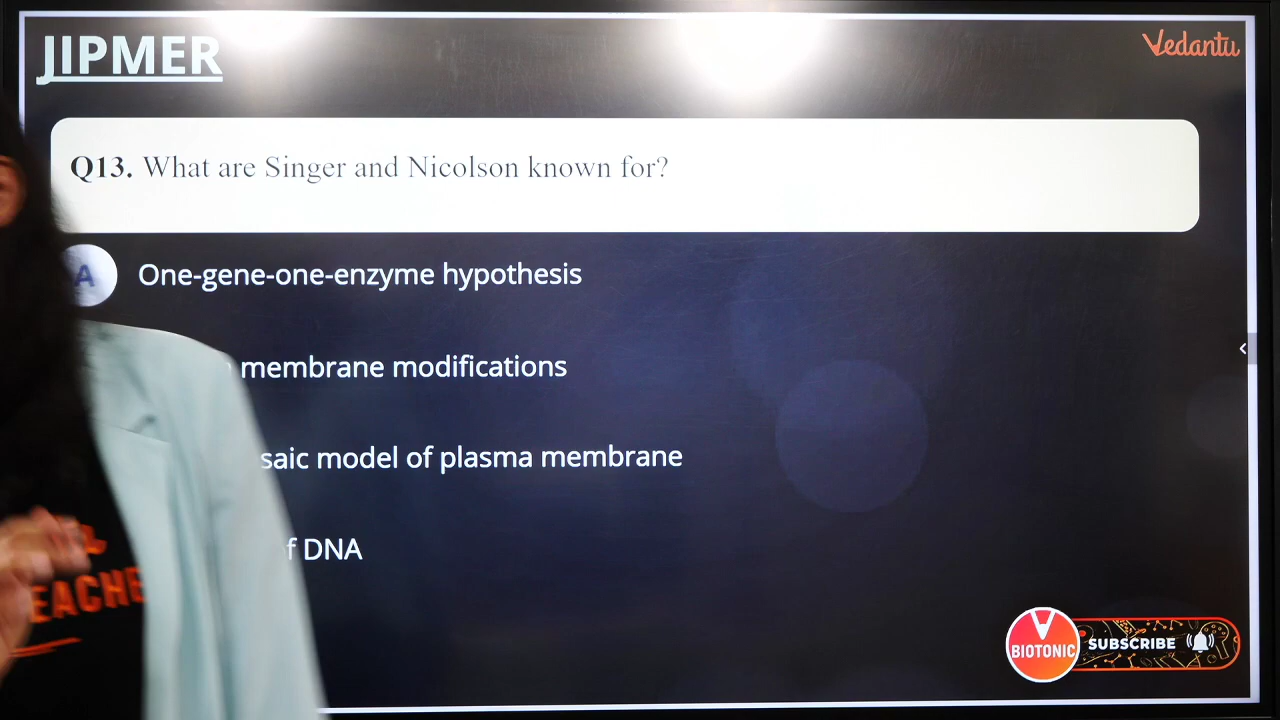 JIPMER
Vedantu
Q13. What are Singer and Nicolson known for?
A One-gene-one-enzyme hypothesis
membrane modifications
model of plasma membrane
DNA
EACHE
BIOTONIC SUBSCRIBE